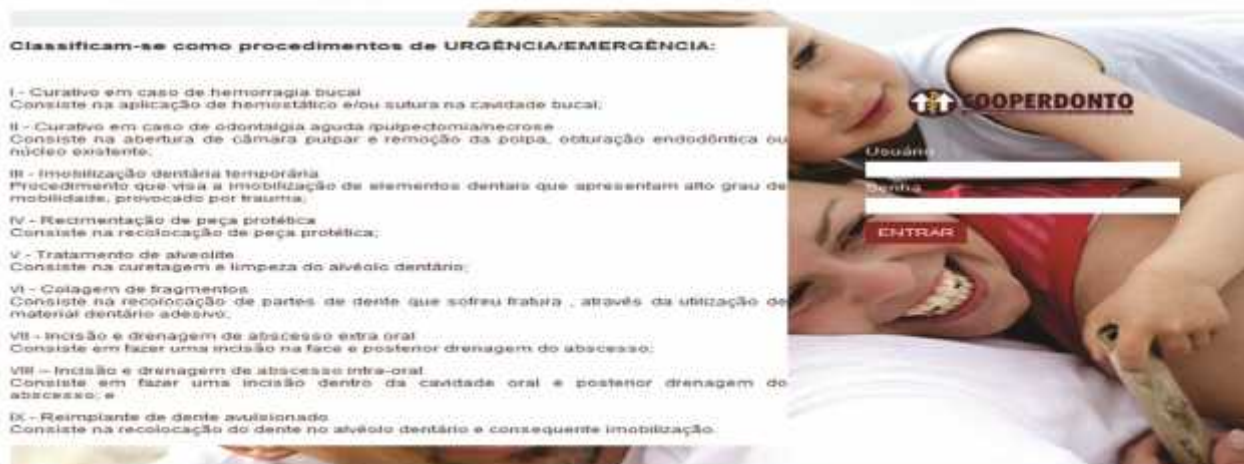 Classificam-se como procedimentos de URGÊNCIA/EMERGÊNCIA:
I - Curativo em caso de hemorragia bucal
Consiste na aplicação de hemostático e/ou sutura na cavidade bucal;
II - Curativo em caso de odontalgia aguda /pulpectomia/necrose
Consiste na abertura de câmara pulpar e remoção da polpa, obturação endodôntica ou
núcleo existente;
III - Imobilização dentária temporária
Procedimento que visa a imobilização de elementos dentais que apresentam alto grau de
mobilidade, provocado por trauma;
IV - Recimentação de peça protética
Consiste na recolocação de peça protética;
V - Tratamento de alveolite
Consiste na curetagem e limpeza do alvéolo dentário;
VI - Colagem de fragmentos
Consiste na recolocação de partes de dente que sofreu fratura , através da utilização de
material dentário adesivo;
VII - Incisão e drenagem de abscesso extra oral
Consiste em fazer uma incisão na face e posterior drenagem do abscesso;
VIII – Incisão e drenagem de abscesso intra-oral
Consiste em fazer uma incisão dentro da cavidade oral e posterior drenagem do
abscesso; e
IX - Reimplante de dente avulsionado
Consiste na recolocação do dente no alvéolo dentário e consequente imobilização.
COOPERDONTO
Usuário
Senha
ENTRAR